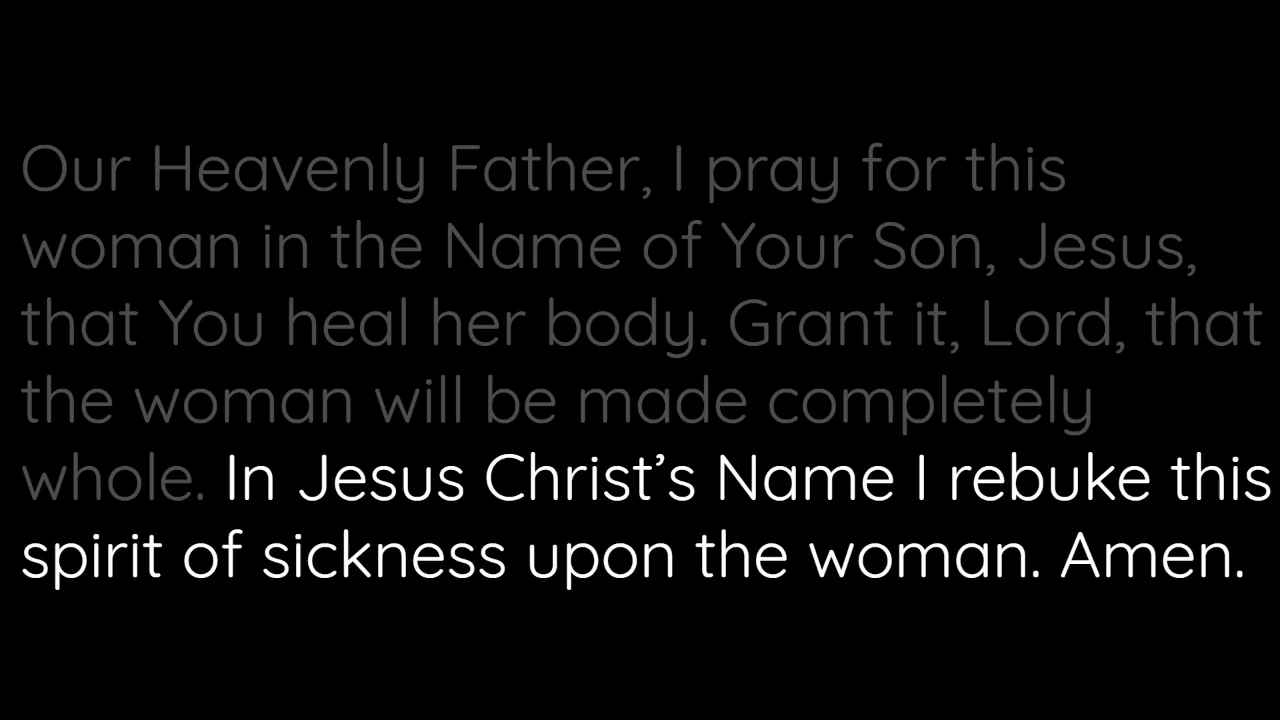 Our Heavenly Father, I pray for this
woman in the Name of Your Son, Jesus,
that You heal her body. Grant it, Lord, that
the woman will be made completely
whole. In Jesus Christ’s Name I rebuke this
spirit of sickness upon the woman. Amen.